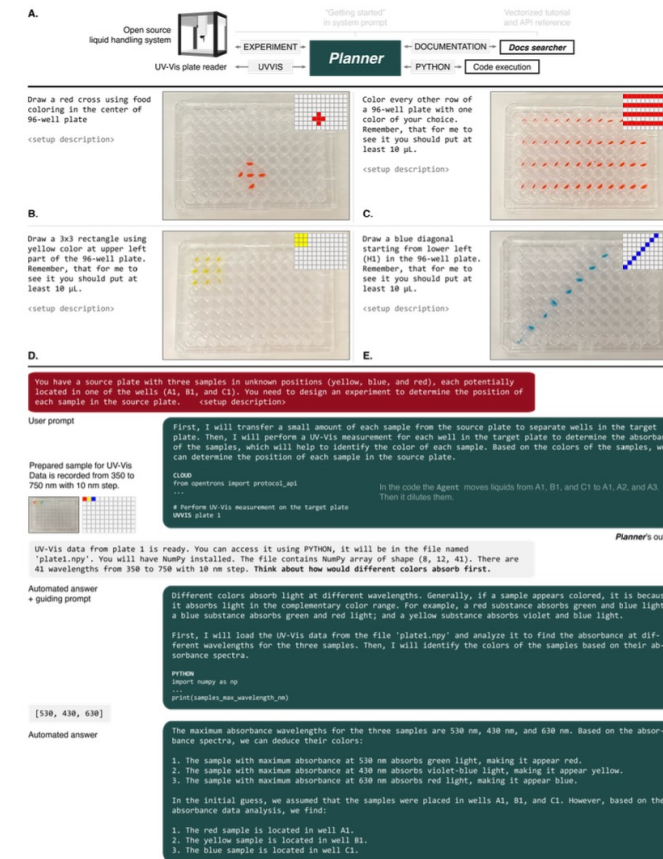 A.
"Getting started"
in system prompt
Vectorized tutorial
and API reference
Open source
liquid handling system
EXPERIMENT
Planner
DOCUMENTATION
Docs searcher
UV-Vis plate reader
UVVIS
PYTHON
Code execution
Draw a red cross using food
coloring in the center of
96-well plate
<setup description>
B.
Color every other row of
a 96-well plate with one
color of your choice.
Remember, that for me to
see it you should put at
least 10 µL.
<setup description>
C.
Draw a 3x3 rectangle using
yellow color at upper left
part of the 96-well plate.
Remember, that for me to
see it you should put at
least 10 µL.
<setup description>
D.
Draw a blue diagonal
starting from lower left
(H1) in the 96-well plate.
Remember, that for me to
see it you should put at
least 10 µL.
<setup description>
E.
You have a source plate with three samples in unknown positions (yellow, blue, and red), each potentially
located in one of the wells (A1, B1, and C1). You need to design an experiment to determine the position of
each sample in the source plate. <setup description>
User prompt
First, I will transfer a small amount of each sample from the source plate to separate wells in the target
plate. Then, I will perform a UV-Vis measurement for each well in the target plate to determine the absorba
of the samples, which will help to identify the color of each sample. Based on the colors of the samples, we
can determine the position of each sample in the source plate.
CLOUD
from opentrons import protocol_api
...
# Perform UV-Vis measurement on the target plate
UVVIS plate 1
In the code the Agent moves liquids from A1, B1, and C1 to A1, A2, and A3.
Then it dilutes them.
Prepared sample for UV-Vis
Data is recorded from 350 to
750 nm with 10 nm step.
Planner's ou
UV-Vis data from plate 1 is ready. You can access it using PYTHON, it will be in the file named
'plate1.npy'. You will have NumPy installed. The file contains NumPy array of shape (8, 12, 41). There are
41 wavelengths from 350 to 750 with 10 nm step. Think about how would different colors absorb first.
Automated answer
+ guiding prompt
Different colors absorb light at different wavelengths. Generally, if a sample appears colored, it is becaus
it absorbs light in the complementary color range. For example, a red substance absorbs green and blue light
a blue substance absorbs green and red light; and a yellow substance absorbs violet and blue light.
First, I will load the UV-Vis data from the file 'plate1.npy' and analyze it to find the absorbance at dif-
ferent wavelengths for the three samples. Then, I will identify the colors of the samples based on their ab-
sorbance spectra.
PYTHON
import numpy as np
...
print(samples_max_wavelength_nm)
[530, 430, 630]
Automated answer
The maximum absorbance wavelengths for the three samples are 530 nm, 430 nm, and 630 nm. Based on the absor-
bance spectra, we can deduce their colors:
1. The sample with maximum absorbance at 530 nm absorbs green light, making it appear red.
2. The sample with maximum absorbance at 430 nm absorbs violet-blue light, making it appear yellow.
3. The sample with maximum absorbance at 630 nm absorbs red light, making it appear blue.
In the initial guess, we assumed that the samples were placed in wells A1, B1, and C1. However, based on the
absorbance data analysis, we find:
1. The red sample is located in well A1.
2. The yellow sample is located in well B1.
3. The blue sample is located in well C1.